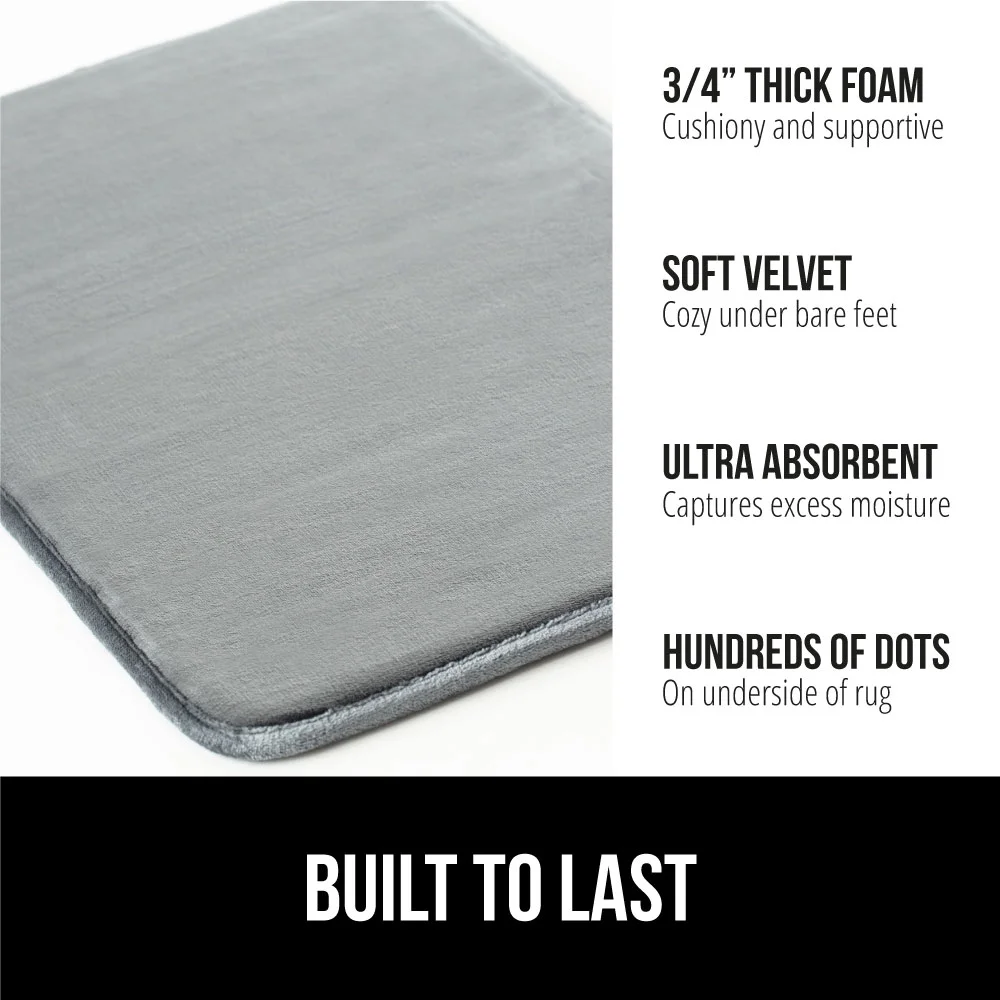 3/4” THICK FOAM
Cushiony and supportive
SOFT VELVET
Cozy under bare feet
ULTRA ABSORBENT
Captures excess moisture
HUNDREDS OF DOTS
On underside of rug
BUILT TO LAST